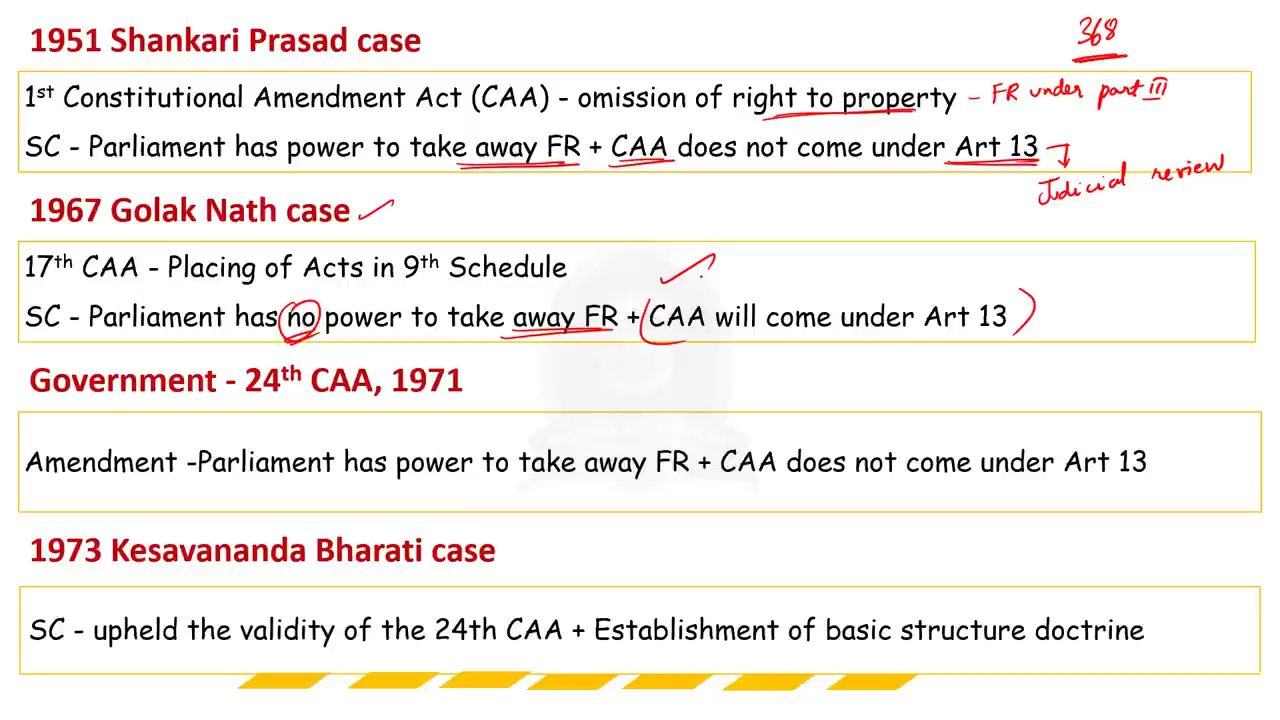 1951 Shankari Prasad case
368
1st Constitutional Amendment Act (CAA) - omission of right to property - FR under part III
SC - Parliament has power to take away FR + CAA does not come under Art 13
Judicial review
1967 Golak Nath case
17th CAA - Placing of Acts in 9th Schedule
SC - Parliament has no power to take away FR + CAA will come under Art 13
Government - 24th CAA, 1971
Amendment -Parliament has power to take away FR + CAA does not come under Art 13
1973 Kesavananda Bharati case
SC - upheld the validity of the 24th CAA + Establishment of basic structure doctrine